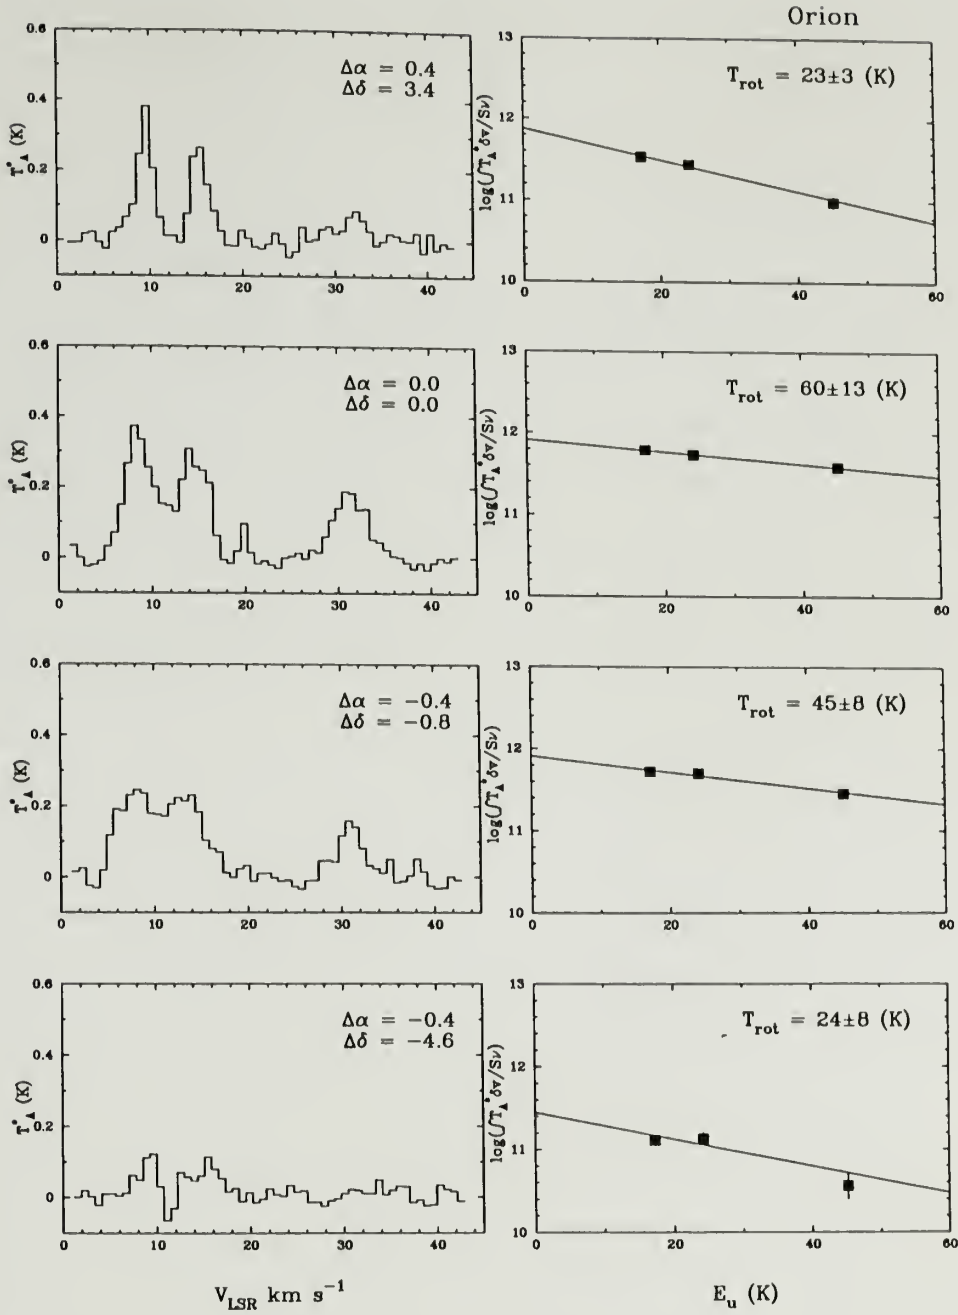 Orion
0.6
0.4
0.2
0
T*A (K)
0 10 20 30 40
Δα = 0.4
Δδ = 3.4
13
12
11
10
log(∫T*A δv/Sν)
0 20 40 60
Trot = 23±3 (K)
0.6
0.4
0.2
0
T*A (K)
0 10 20 30 40
Δα = 0.0
Δδ = 0.0
13
12
11
10
log(∫T*A δv/Sν)
0 20 40 60
Trot = 60±13 (K)
0.6
0.4
0.2
0
T*A (K)
0 10 20 30 40
Δα = −0.4
Δδ = −0.8
13
12
11
10
log(∫T*A δv/Sν)
0 20 40 60
Trot = 45±8 (K)
0.6
0.4
0.2
0
T*A (K)
0 10 20 30 40
Δα = −0.4
Δδ = −4.6
13
12
11
10
log(∫T*A δv/Sν)
0 20 40 60
Trot = 24±8 (K)
VLSR km s⁻¹
Eu (K)